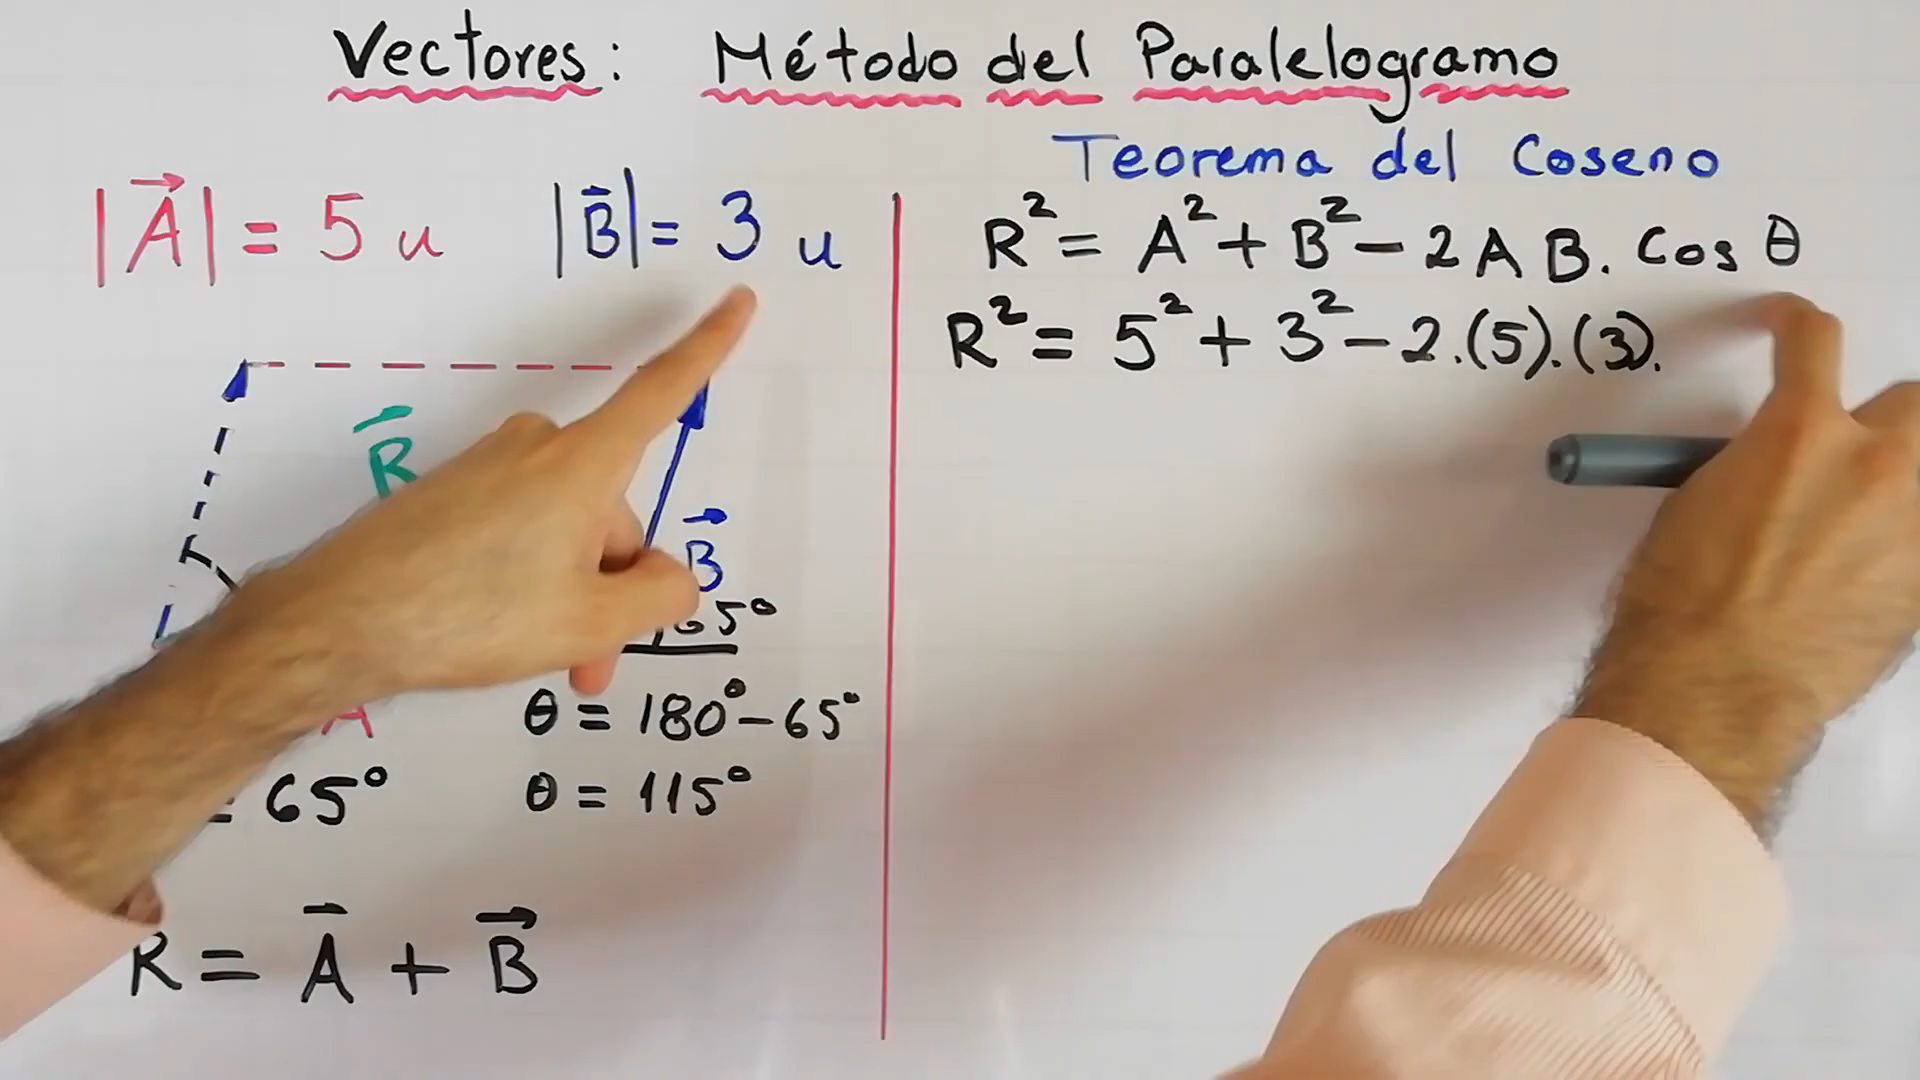 Vectores: Método del Paralelogramo
|A| = 5 u
|B| = 3 u
R
B
65°
A
= 65°
θ = 180° - 65°
θ = 115°
R = A + B
Teorema del Coseno
R² = A² + B² - 2 A B. Cos θ
R² = 5² + 3² - 2.(5).(3).